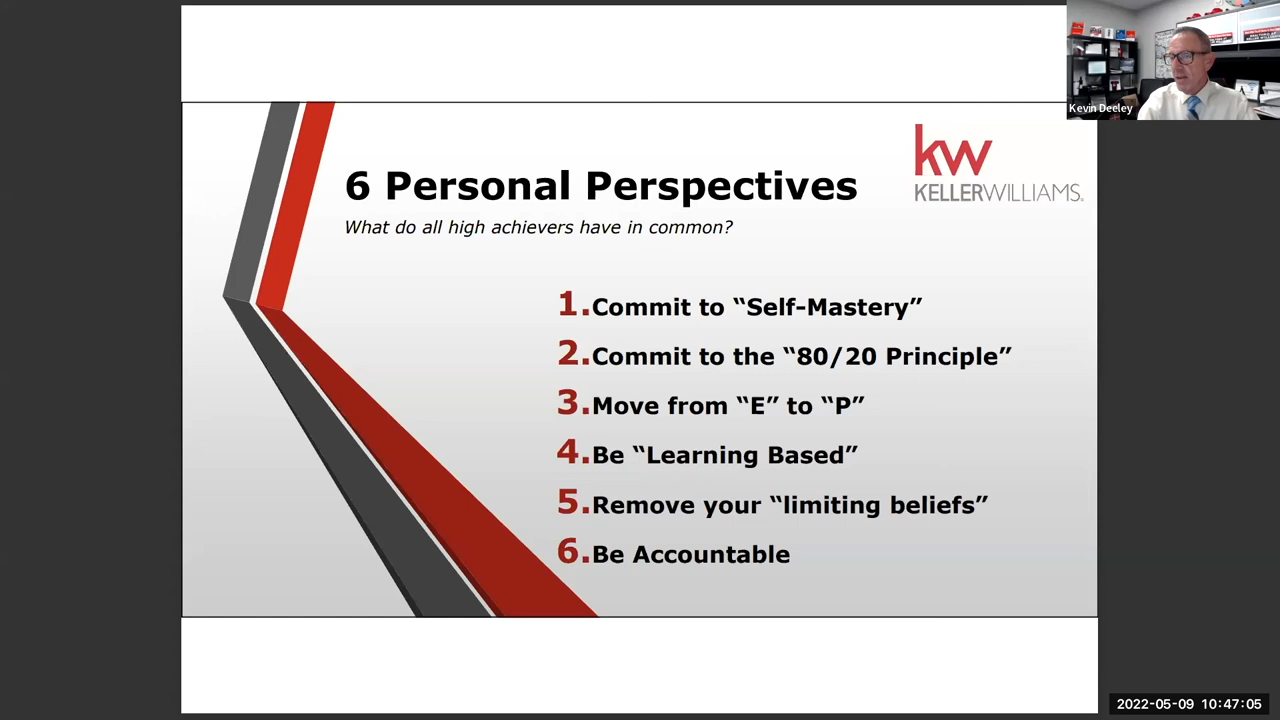 Kevin Deeley
kw
KELLERWILLIAMS.
6 Personal Perspectives
What do all high achievers have in common?
1. Commit to “Self-Mastery”
2. Commit to the “80/20 Principle”
3. Move from “E” to “P”
4. Be “Learning Based”
5. Remove your “limiting beliefs”
6. Be Accountable
2022-05-09 10:47:05